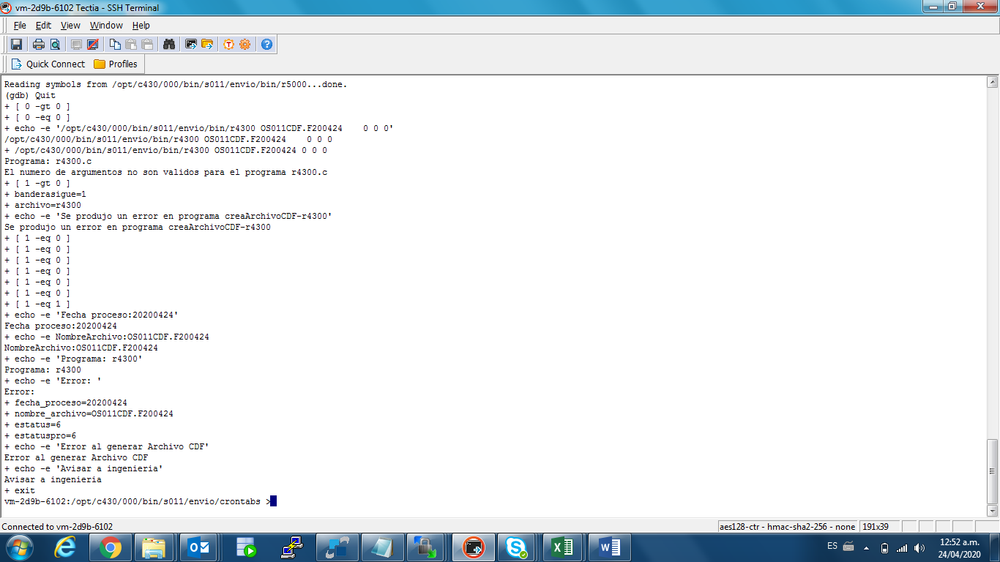 vm-2d9b-6102 Tectia - SSH Terminal
File Edit View Window Help
Quick Connect Profiles
Reading symbols from /opt/c430/000/bin/s011/envio/bin/r5000...done.
(gdb) Quit
+ [ 0 -gt 0 ]
+ [ 0 -eq 0 ]
+ echo -e '/opt/c430/000/bin/s011/envio/bin/r4300 OS011CDF.F200424    0 0 0'
/opt/c430/000/bin/s011/envio/bin/r4300 OS011CDF.F200424    0 0 0
+ /opt/c430/000/bin/s011/envio/bin/r4300 OS011CDF.F200424 0 0 0
Programa: r4300.c
El numero de argumentos no son validos para el programa r4300.c
+ [ 1 -gt 0 ]
+ banderasigue=1
+ archivo=r4300
+ echo -e 'Se produjo un error en programa creaArchivoCDF-r4300'
Se produjo un error en programa creaArchivoCDF-r4300
+ [ 1 -eq 0 ]
+ [ 1 -eq 0 ]
+ [ 1 -eq 0 ]
+ [ 1 -eq 0 ]
+ [ 1 -eq 0 ]
+ [ 1 -eq 0 ]
+ [ 1 -eq 1 ]
+ echo -e 'Fecha proceso:20200424'
Fecha proceso:20200424
+ echo -e NombreArchivo:OS011CDF.F200424
NombreArchivo:OS011CDF.F200424
+ echo -e 'Programa: r4300'
Programa: r4300
+ echo -e 'Error: '
Error:
+ fecha_proceso=20200424
+ nombre_archivo=OS011CDF.F200424
+ estatus=6
+ estatuspro=6
+ echo -e 'Error al generar Archivo CDF'
Error al generar Archivo CDF
+ echo -e 'Avisar a ingenieria'
Avisar a ingenieria
+ exit
vm-2d9b-6102:/opt/c430/000/bin/s011/envio/crontabs >
Connected to vm-2d9b-6102 aes128-ctr - hmac-sha2-256 - none 191x39
ES 12:52 a.m.
24/04/2020